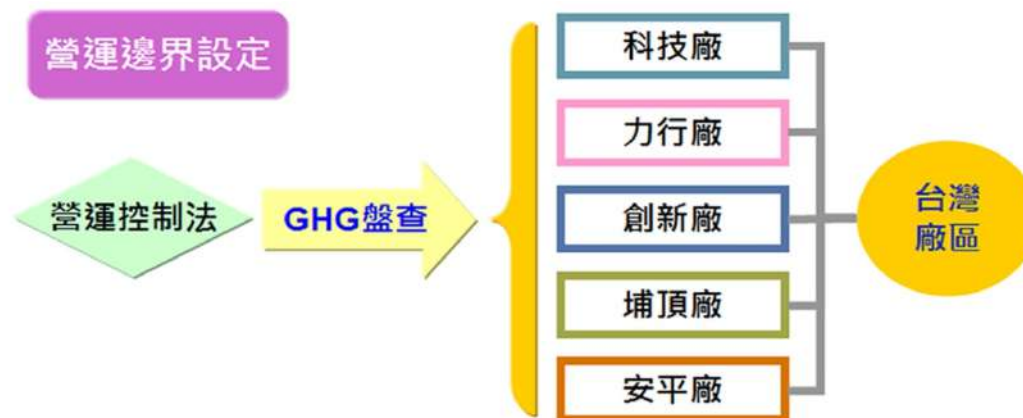 營運邊界設定
營運控制法
GHG盤查
科技廠
力行廠
創新廠
埔頂廠
安平廠
台灣
廠區